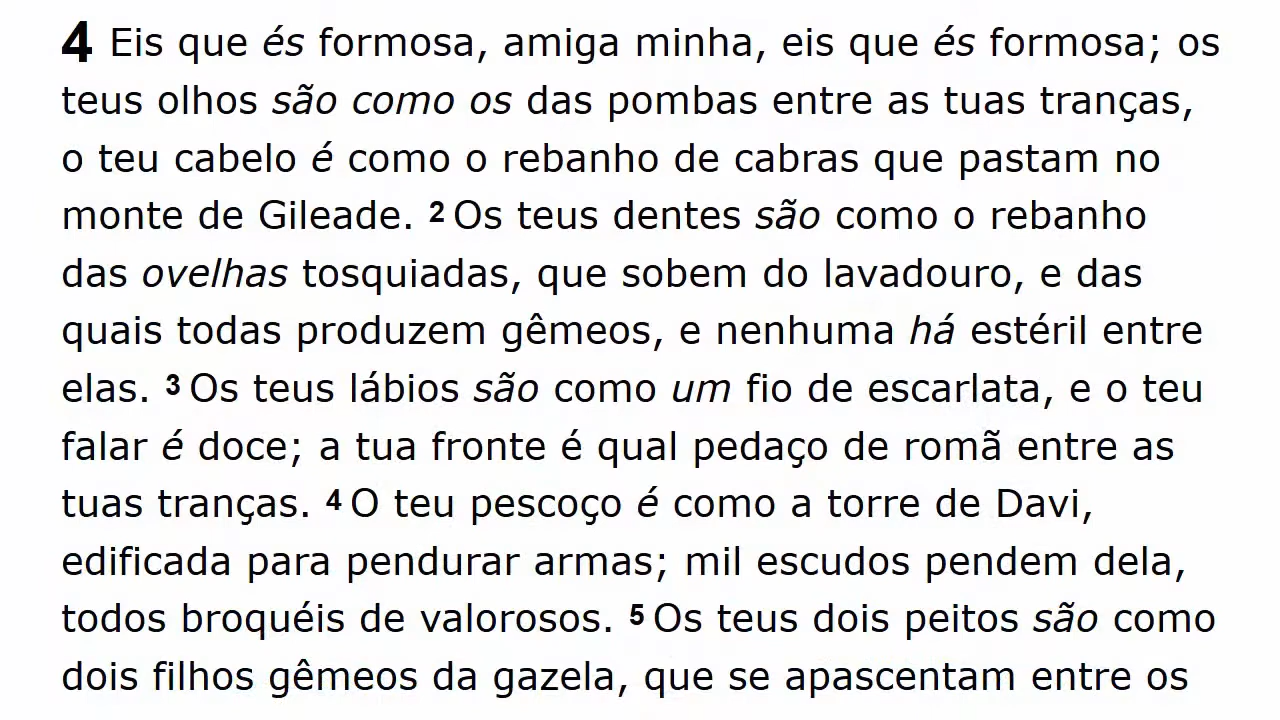 4 Eis que és formosa, amiga minha, eis que és formosa; os
teus olhos são como os das pombas entre as tuas tranças,
o teu cabelo é como o rebanho de cabras que pastam no
monte de Gileade. 2 Os teus dentes são como o rebanho
das ovelhas tosquiadas, que sobem do lavadouro, e das
quais todas produzem gêmeos, e nenhuma há estéril entre
elas. 3 Os teus lábios são como um fio de escarlata, e o teu
falar é doce; a tua fronte é qual pedaço de romã entre as
tuas tranças. 4 O teu pescoço é como a torre de Davi,
edificada para pendurar armas; mil escudos pendem dela,
todos broquéis de valorosos. 5 Os teus dois peitos são como
dois filhos gêmeos da gazela, que se apascentam entre os